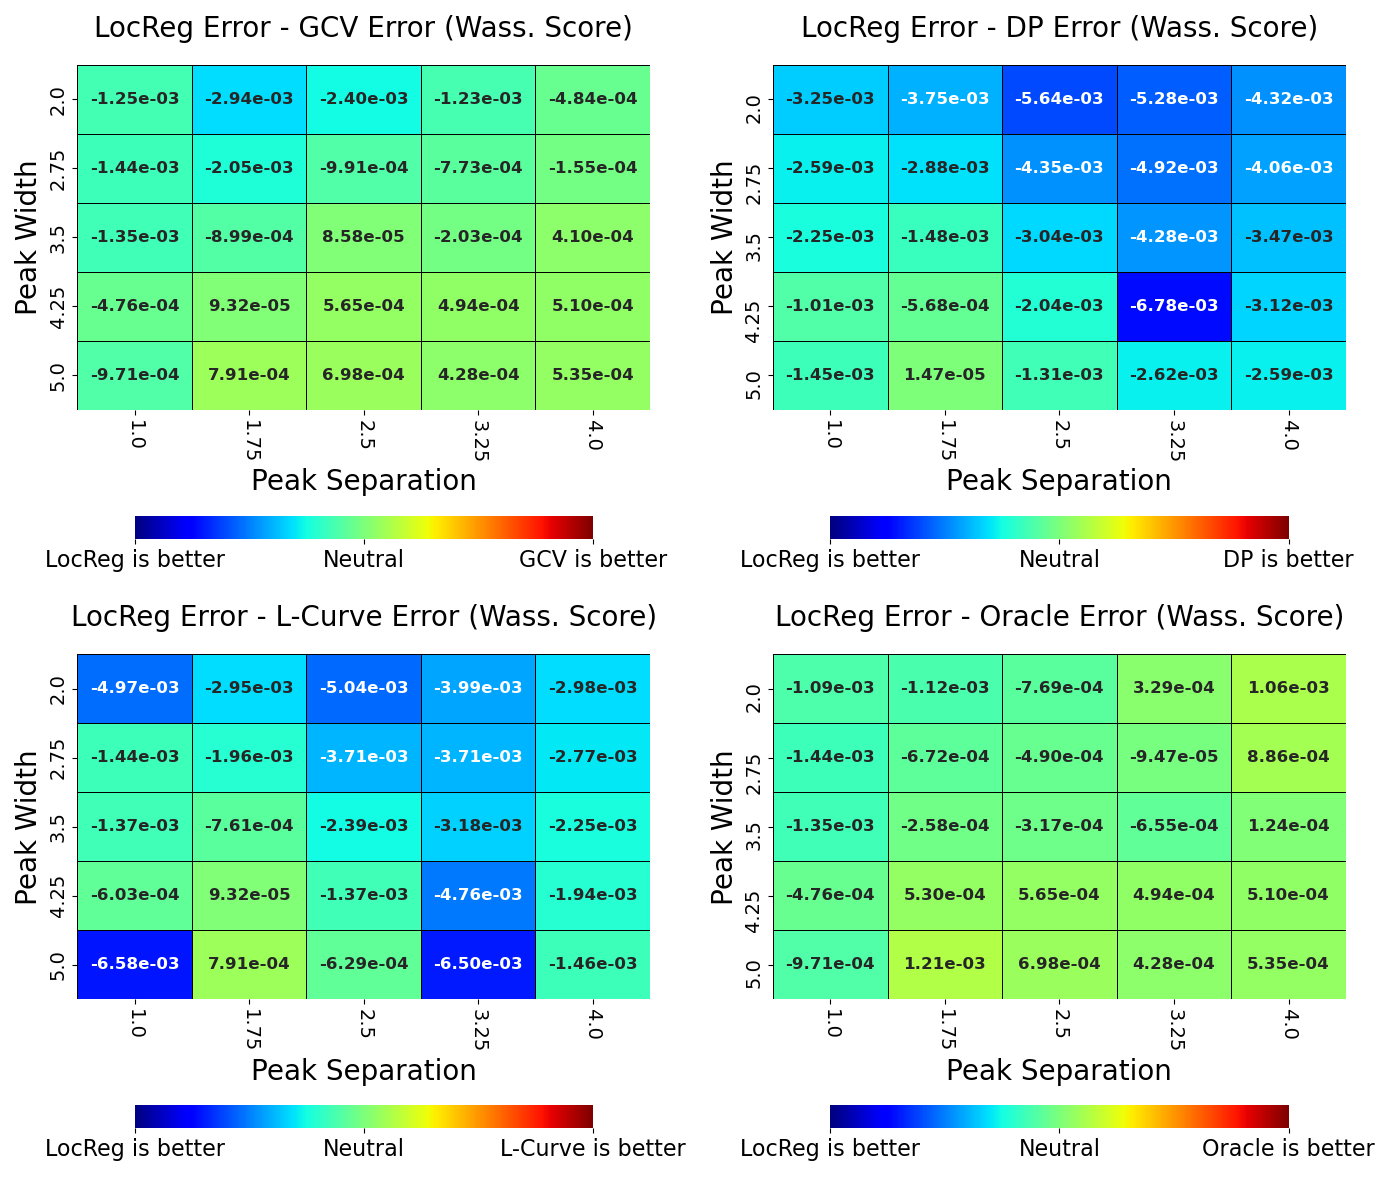 LocReg Error - GCV Error (Wass. Score)
Peak Width
2.0 -1.25e-03 -2.94e-03 -2.40e-03 -1.23e-03 -4.84e-04
2.75 -1.44e-03 -2.05e-03 -9.91e-04 -7.73e-04 -1.55e-04
3.5 -1.35e-03 -8.99e-04 8.58e-05 -2.03e-04 4.10e-04
4.25 -4.76e-04 9.32e-05 5.65e-04 4.94e-04 5.10e-04
5.0 -9.71e-04 7.91e-04 6.98e-04 4.28e-04 5.35e-04
1.0 1.75 2.5 3.25 4.0
Peak Separation
LocReg is better Neutral GCV is better
LocReg Error - DP Error (Wass. Score)
Peak Width
2.0 -3.25e-03 -3.75e-03 -5.64e-03 -5.28e-03 -4.32e-03
2.75 -2.59e-03 -2.88e-03 -4.35e-03 -4.92e-03 -4.06e-03
3.5 -2.25e-03 -1.48e-03 -3.04e-03 -4.28e-03 -3.47e-03
4.25 -1.01e-03 -5.68e-04 -2.04e-03 -6.78e-03 -3.12e-03
5.0 -1.45e-03 1.47e-05 -1.31e-03 -2.62e-03 -2.59e-03
1.0 1.75 2.5 3.25 4.0
Peak Separation
LocReg is better Neutral DP is better
LocReg Error - L-Curve Error (Wass. Score)
Peak Width
2.0 -4.97e-03 -2.95e-03 -5.04e-03 -3.99e-03 -2.98e-03
2.75 -1.44e-03 -1.96e-03 -3.71e-03 -3.71e-03 -2.77e-03
3.5 -1.37e-03 -7.61e-04 -2.39e-03 -3.18e-03 -2.25e-03
4.25 -6.03e-04 9.32e-05 -1.37e-03 -4.76e-03 -1.94e-03
5.0 -6.58e-03 7.91e-04 -6.29e-04 -6.50e-03 -1.46e-03
1.0 1.75 2.5 3.25 4.0
Peak Separation
LocReg is better Neutral L-Curve is better
LocReg Error - Oracle Error (Wass. Score)
Peak Width
2.0 -1.09e-03 -1.12e-03 -7.69e-04 3.29e-04 1.06e-03
2.75 -1.44e-03 -6.72e-04 -4.90e-04 -9.47e-05 8.86e-04
3.5 -1.35e-03 -2.58e-04 -3.17e-04 -6.55e-04 1.24e-04
4.25 -4.76e-04 5.30e-04 5.65e-04 4.94e-04 5.10e-04
5.0 -9.71e-04 1.21e-03 6.98e-04 4.28e-04 5.35e-04
1.0 1.75 2.5 3.25 4.0
Peak Separation
LocReg is better Neutral Oracle is better